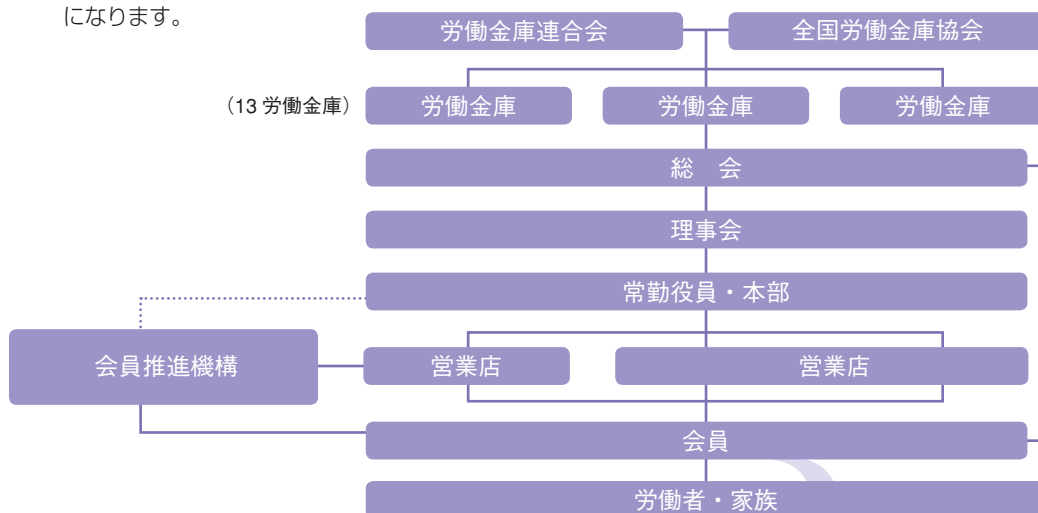 になります。
労働金庫連合会 全国労働金庫協会
（13 労働金庫） 労働金庫 労働金庫 労働金庫
総　会
理事会
常勤役員・本部
会員推進機構 営業店 営業店
会員
労働者・家族